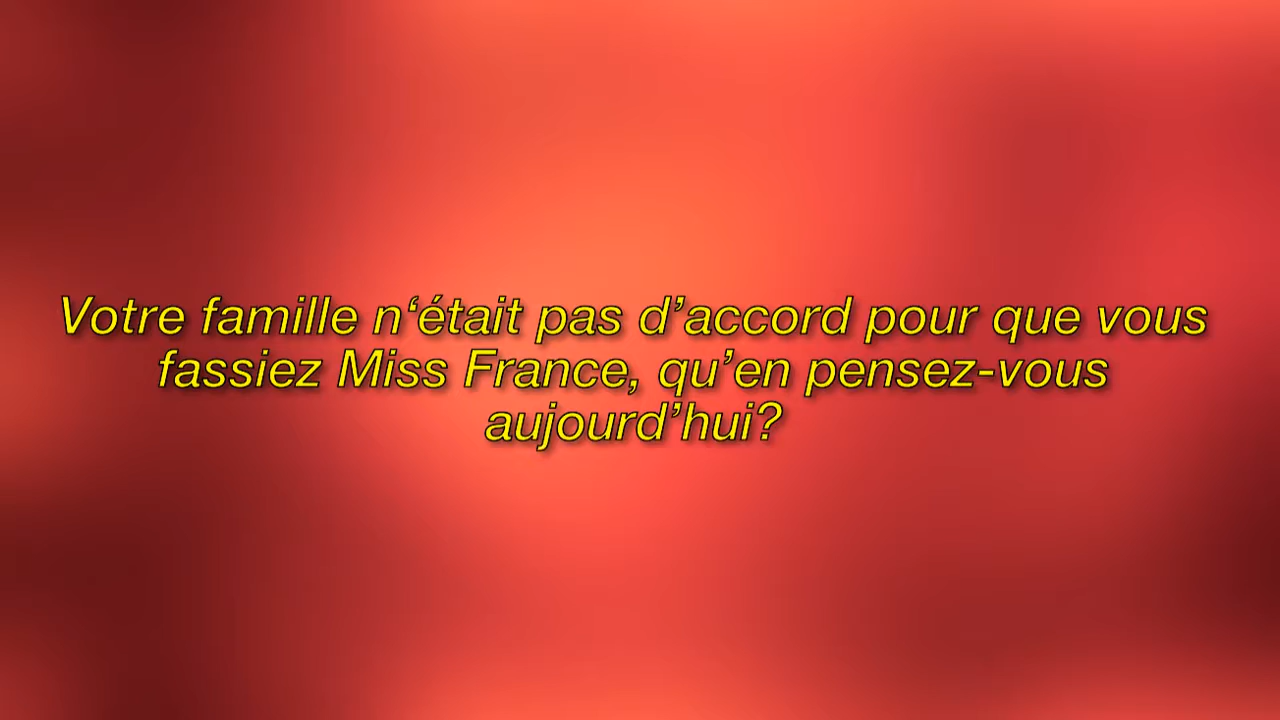 Votre famille n‘était pas d’accord pour que vous
fassiez Miss France, qu’en pensez-vous
aujourd’hui?